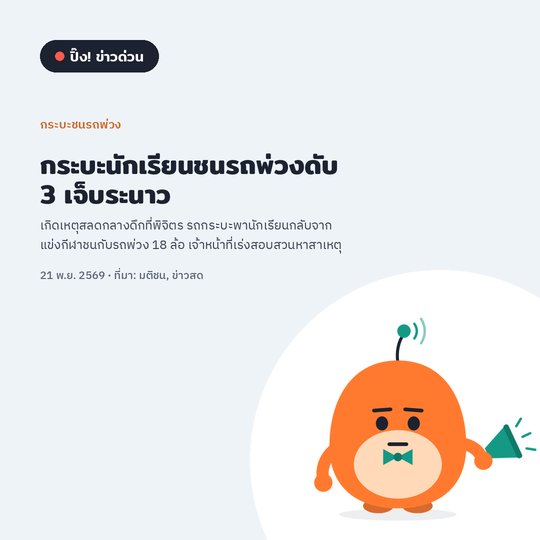 ปิ๊ง! ข่าวด่วน
กระบะชนรถพ่วง
กระบะนักเรียนชนรถพ่วงดับ
3 เจ็บระนาว
เกิดเหตุสลดกลางดึกที่พิจิตร รถกระบะพานักเรียนกลับจาก
แข่งกีฬาชนกับรถพ่วง 18 ล้อ เจ้าหน้าที่เร่งสอบสวนหาสาเหตุ
21 พ.ย. 2569 · ที่มา: มติชน, ข่าวสด